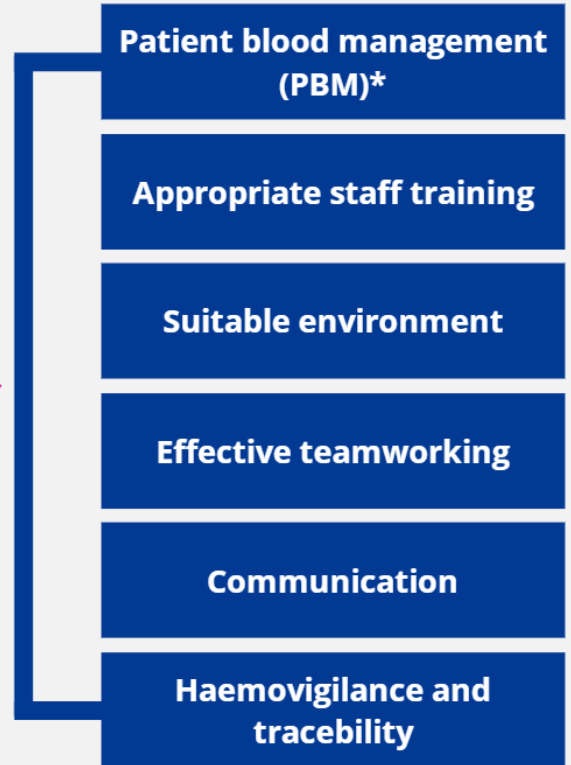 Patient blood management
(PBM)*
Appropriate staff training
Suitable environment
Effective teamworking
Communication
Haemovigilance and
tracebility